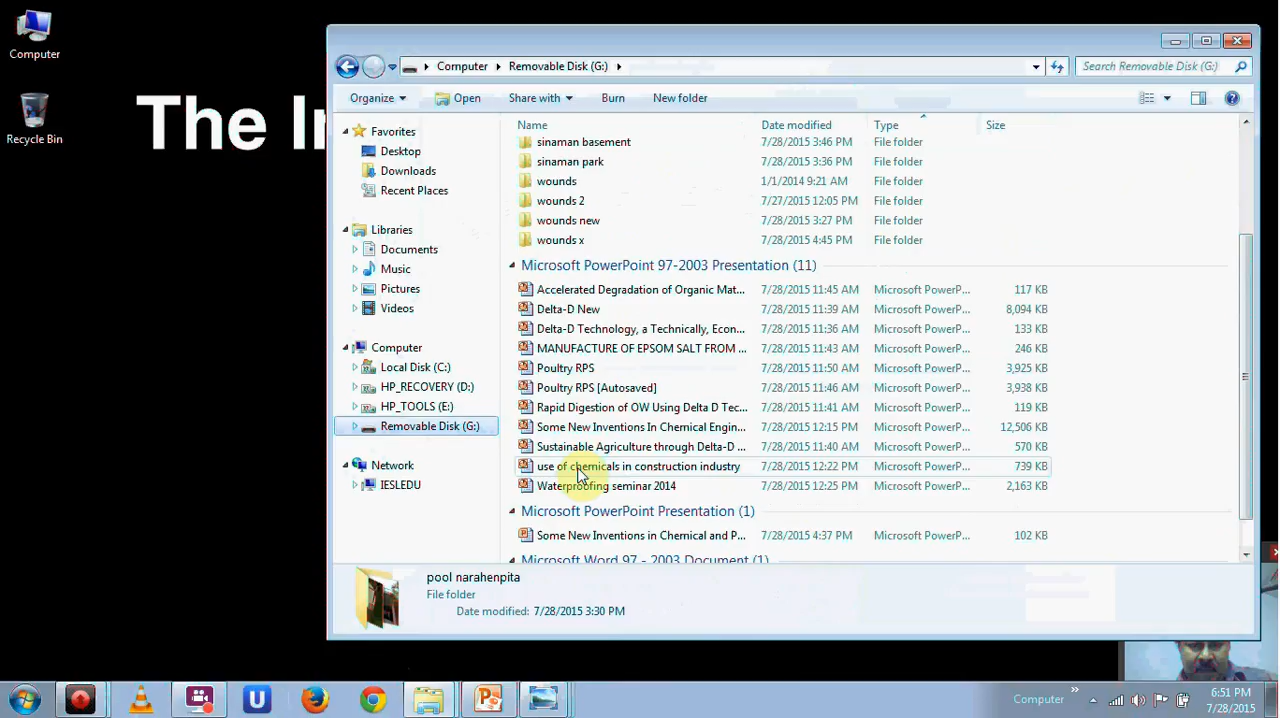 Computer
Recycle Bin
The I
Computer
Removable Disk (G:)
Search Removable Disk (G:)
Organize
Open
Share with
Burn
New folder
Favorites
Desktop
Downloads
Recent Places
Libraries
Documents
Music
Pictures
Videos
Computer
Local Disk (C:)
HP_RECOVERY (D:)
HP_TOOLS (E:)
Removable Disk (G:)
Network
IESLEDU
Name Date modified Type Size
sinaman basement 7/28/2015 3:46 PM File folder
sinaman park 7/28/2015 3:36 PM File folder
wounds 1/1/2014 9:21 AM File folder
wounds 2 7/27/2015 12:05 PM File folder
wounds new 7/28/2015 3:27 PM File folder
wounds x 7/28/2015 4:45 PM File folder
Microsoft PowerPoint 97-2003 Presentation (11)
Accelerated Degradation of Organic Mat... 7/28/2015 11:45 AM Microsoft PowerP... 117 KB
Delta-D New 7/28/2015 11:39 AM Microsoft PowerP... 8,094 KB
Delta-D Technology, a Technically, Econ... 7/28/2015 11:36 AM Microsoft PowerP... 133 KB
MANUFACTURE OF EPSOM SALT FROM ... 7/28/2015 11:43 AM Microsoft PowerP... 246 KB
Poultry RPS 7/28/2015 11:50 AM Microsoft PowerP... 3,925 KB
Poultry RPS [Autosaved] 7/28/2015 11:46 AM Microsoft PowerP... 3,938 KB
Rapid Digestion of OW Using Delta D Tec... 7/28/2015 11:41 AM Microsoft PowerP... 119 KB
Some New Inventions In Chemical Engin... 7/28/2015 12:15 PM Microsoft PowerP... 12,506 KB
Sustainable Agriculture through Delta-D ... 7/28/2015 11:40 AM Microsoft PowerP... 570 KB
use of chemicals in construction industry 7/28/2015 12:22 PM Microsoft PowerP... 739 KB
Waterproofing seminar 2014 7/28/2015 12:25 PM Microsoft PowerP... 2,163 KB
Microsoft PowerPoint Presentation (1)
Some New Inventions in Chemical and P... 7/28/2015 4:37 PM Microsoft PowerP... 102 KB
Microsoft Word 97 - 2003 Document (1)
pool narahenpita
File folder
Date modified: 7/28/2015 3:30 PM
Computer
6:51 PM
7/28/2015